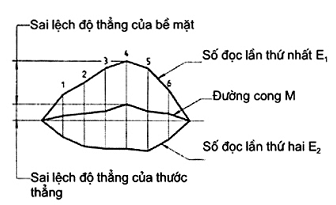 Sai lệch độ thẳng của bề mặt
1
2
3
4
5
6
Số đọc lần thứ nhất E₁
Đường cong M
Số đọc lần thứ hai E₂
Sai lệch độ thẳng của thước
thẳng